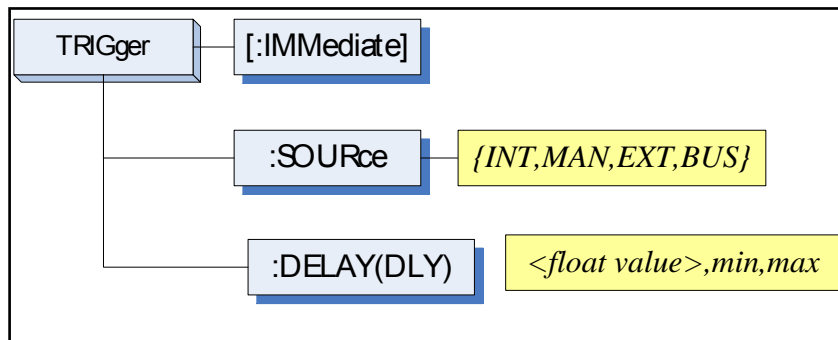 TRIGger
[:IMMediate]
:SOURce
{INT,MAN,EXT,BUS}
:DELAY(DLY)
<float value>,min,max